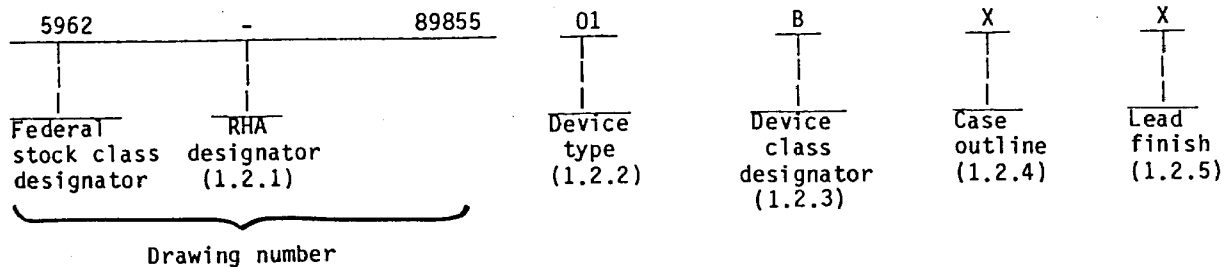 5962 - 89855 01 B X X
Federal RHA Device Device Case Lead
stock class designator type class outline finish
designator (1.2.1) (1.2.2) designator (1.2.4) (1.2.5)
(1.2.3)
Drawing number